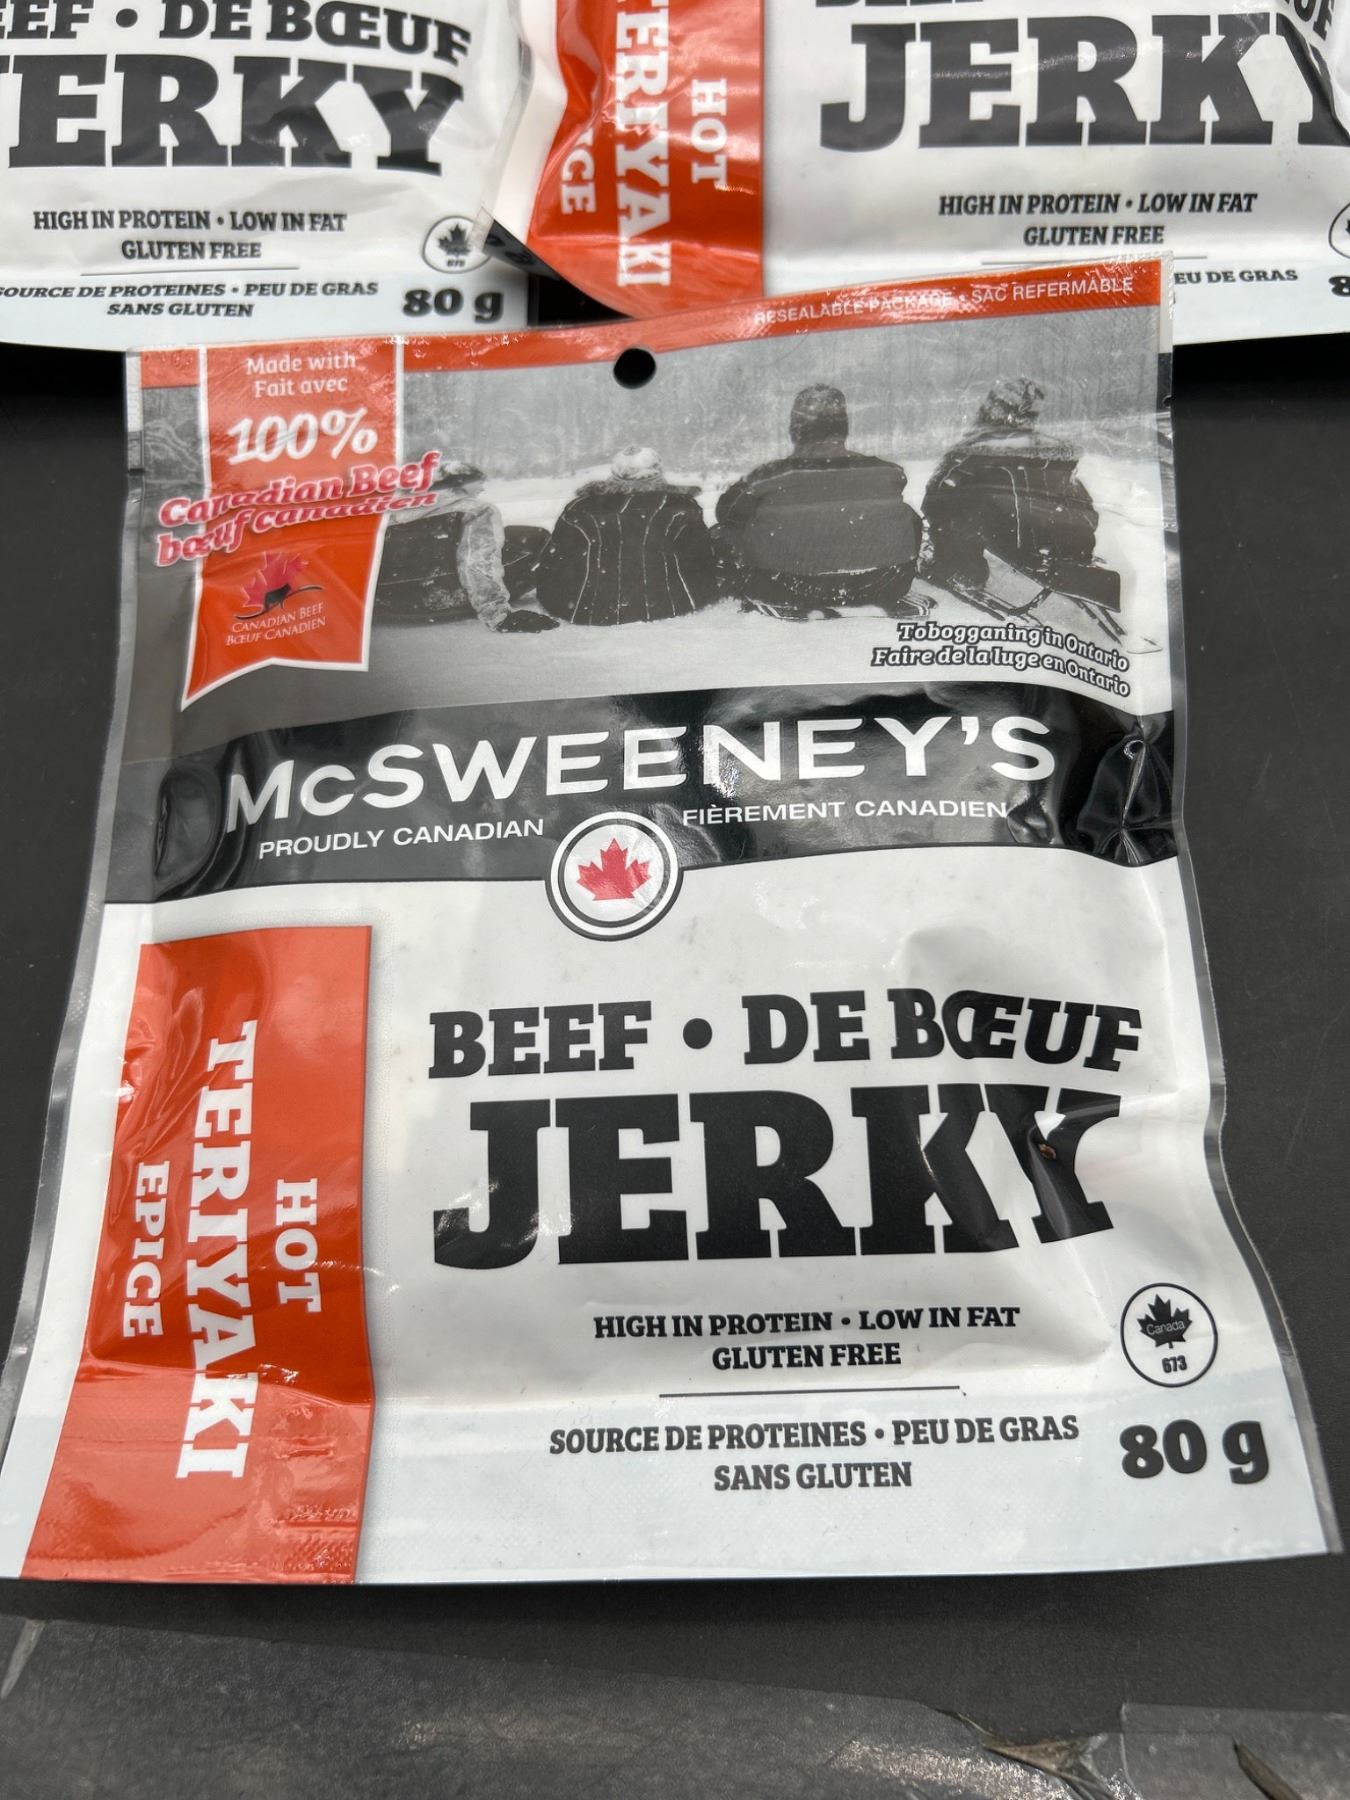 DE BŒUF
HIGH IN PROTEIN • LOW IN FAT
GLUTEN FREE
SOURCE DE PROTEINES • PEU DE GRAS
SANS GLUTEN
80 g
673
HOT
TERIYAKI
JERKY
HIGH IN PROTEIN • LOW IN FAT
GLUTEN FREE
PEU DE GRAS
RESEALABLE PACKAGE • SAC REFERMABLE
Made with
Fait avec
100%
Canadian Beef
bœuf canadien
CANADIAN BEEF
BŒUF CANADIEN
Tobogganing in Ontario
Faire de la luge en Ontario
McSWEENEY'S
PROUDLY CANADIAN
FIÈREMENT CANADIEN
HOT
TERIYAKI
EPICE
BEEF • DE BŒUF
JERKY
HIGH IN PROTEIN • LOW IN FAT
GLUTEN FREE
SOURCE DE PROTEINES • PEU DE GRAS
SANS GLUTEN
Canada
673
80 g